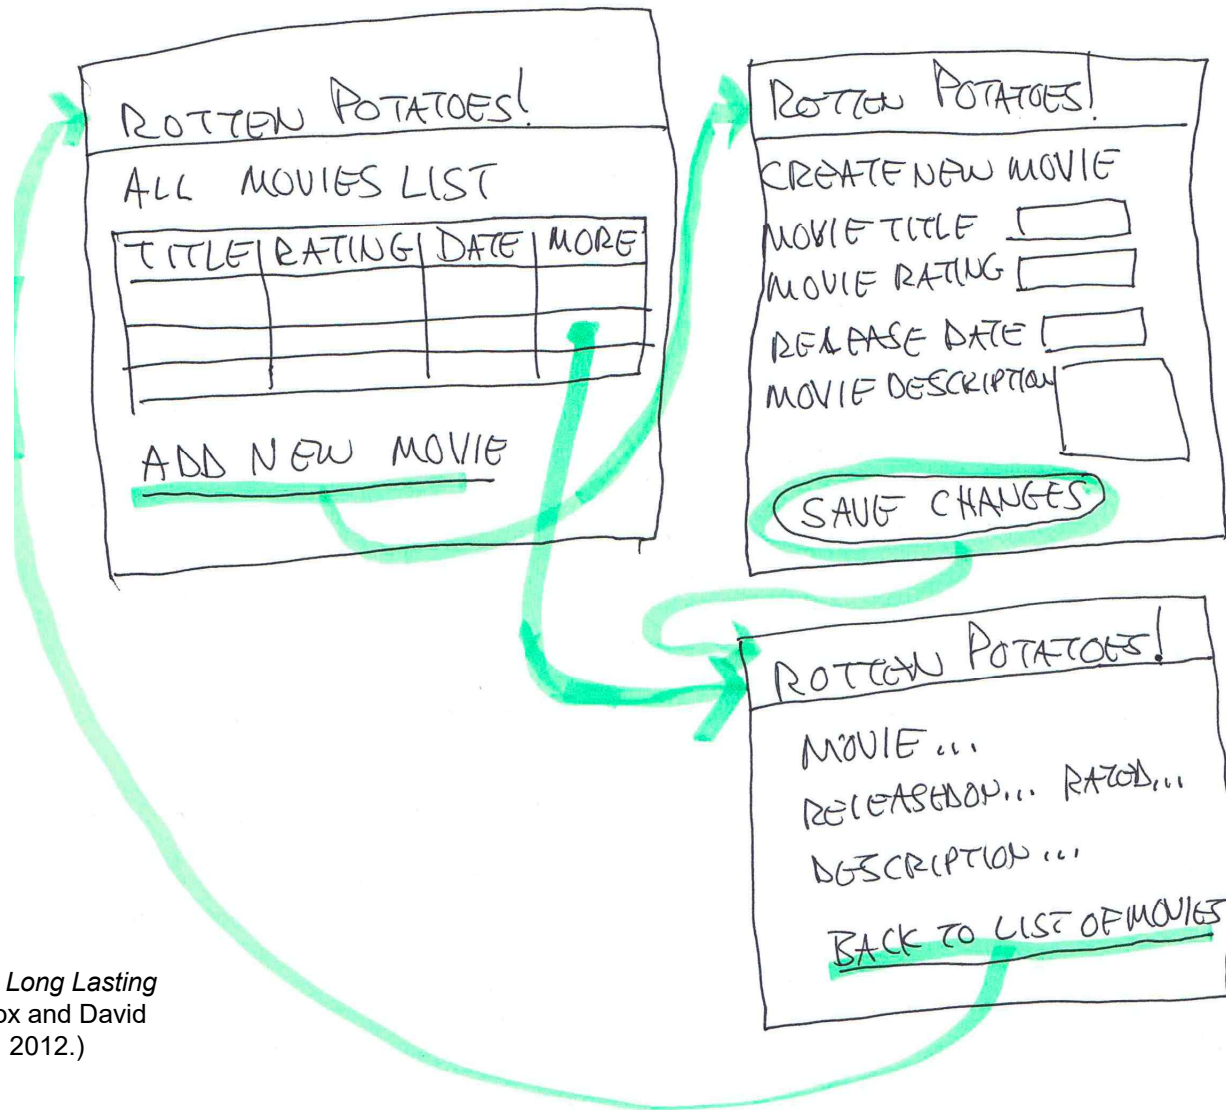 ROTTEN POTATOES!
ALL MOVIES LIST
TITLE RATING DATE MORE
ADD NEW MOVIE
ROTTEN POTATOES!
CREATE NEW MOVIE
MOVIE TITLE
MOVIE RATING
RELEASE DATE
MOVIE DESCRIPTION
SAVE CHANGES
ROTTEN POTATOES!
MOVIE...
RELEASED ON... RATED...
DESCRIPTION...
BACK TO LIST OF MOVIES
Long Lasting
ox and David
2012.)